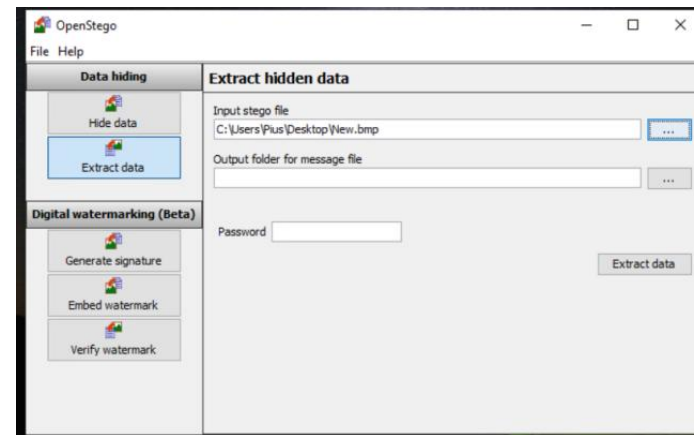 OpenStego
File Help
Data hiding
Hide data
Extract data
Digital watermarking (Beta)
Generate signature
Embed watermark
Verify watermark
Extract hidden data
Input stego file
C:\Users\Pius\Desktop\New.bmp
...
Output folder for message file
...
Password
Extract data